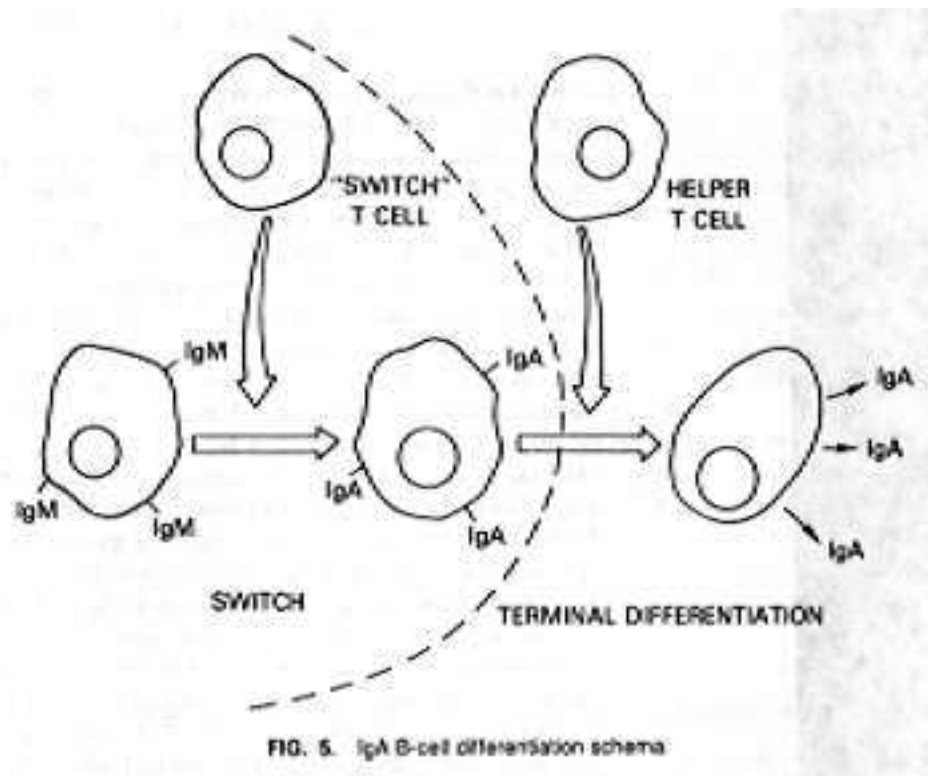 "SWITCH"
T CELL
HELPER
T CELL
IgM
IgM
IgM
IgA
IgA
IgA
IgA
IgA
IgA
SWITCH
TERMINAL DIFFERENTIATION
FIG. 5. IgA B-cell differentiation schema